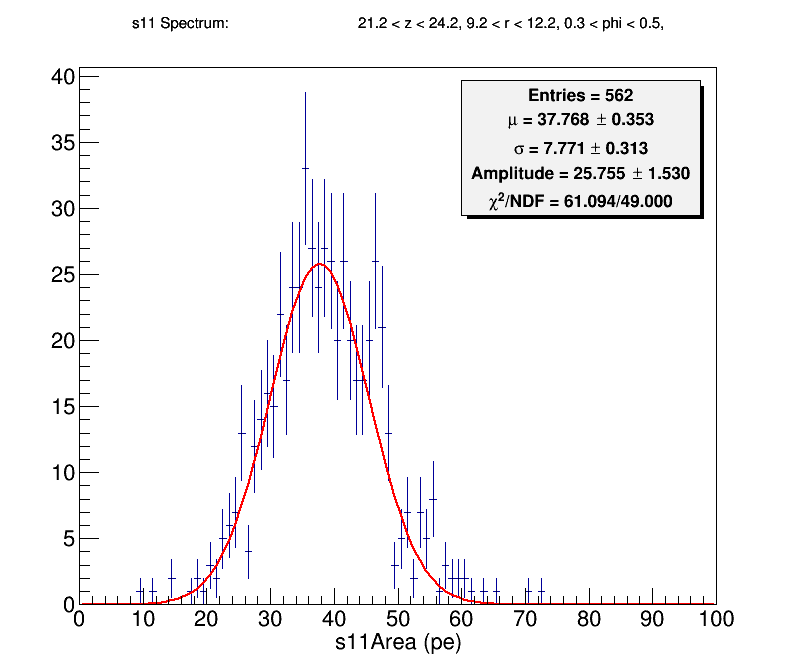 s11 Spectrum: 21.2 < z < 24.2, 9.2 < r < 12.2, 0.3 < phi < 0.5,
Entries = 562
μ = 37.768 ± 0.353
σ = 7.771 ± 0.313
Amplitude = 25.755 ± 1.530
χ²/NDF = 61.094/49.000
40
35
30
25
20
15
10
5
0
0 10 20 30 40 50 60 70 80 90 100
s11Area (pe)